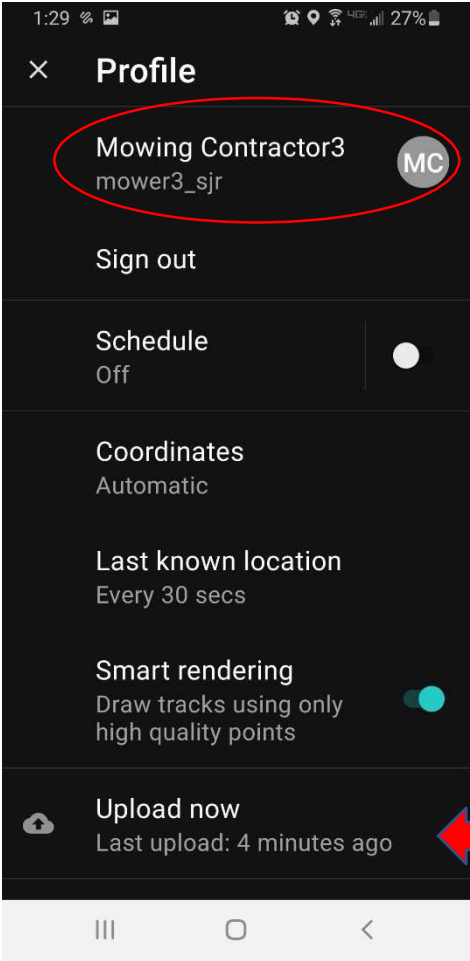 1:29 4GE 27%
Profile
Mowing Contractor3
mower3_sjr
MC
Sign out
Schedule
Off
Coordinates
Automatic
Last known location
Every 30 secs
Smart rendering
Draw tracks using only
high quality points
Upload now
Last upload: 4 minutes ago